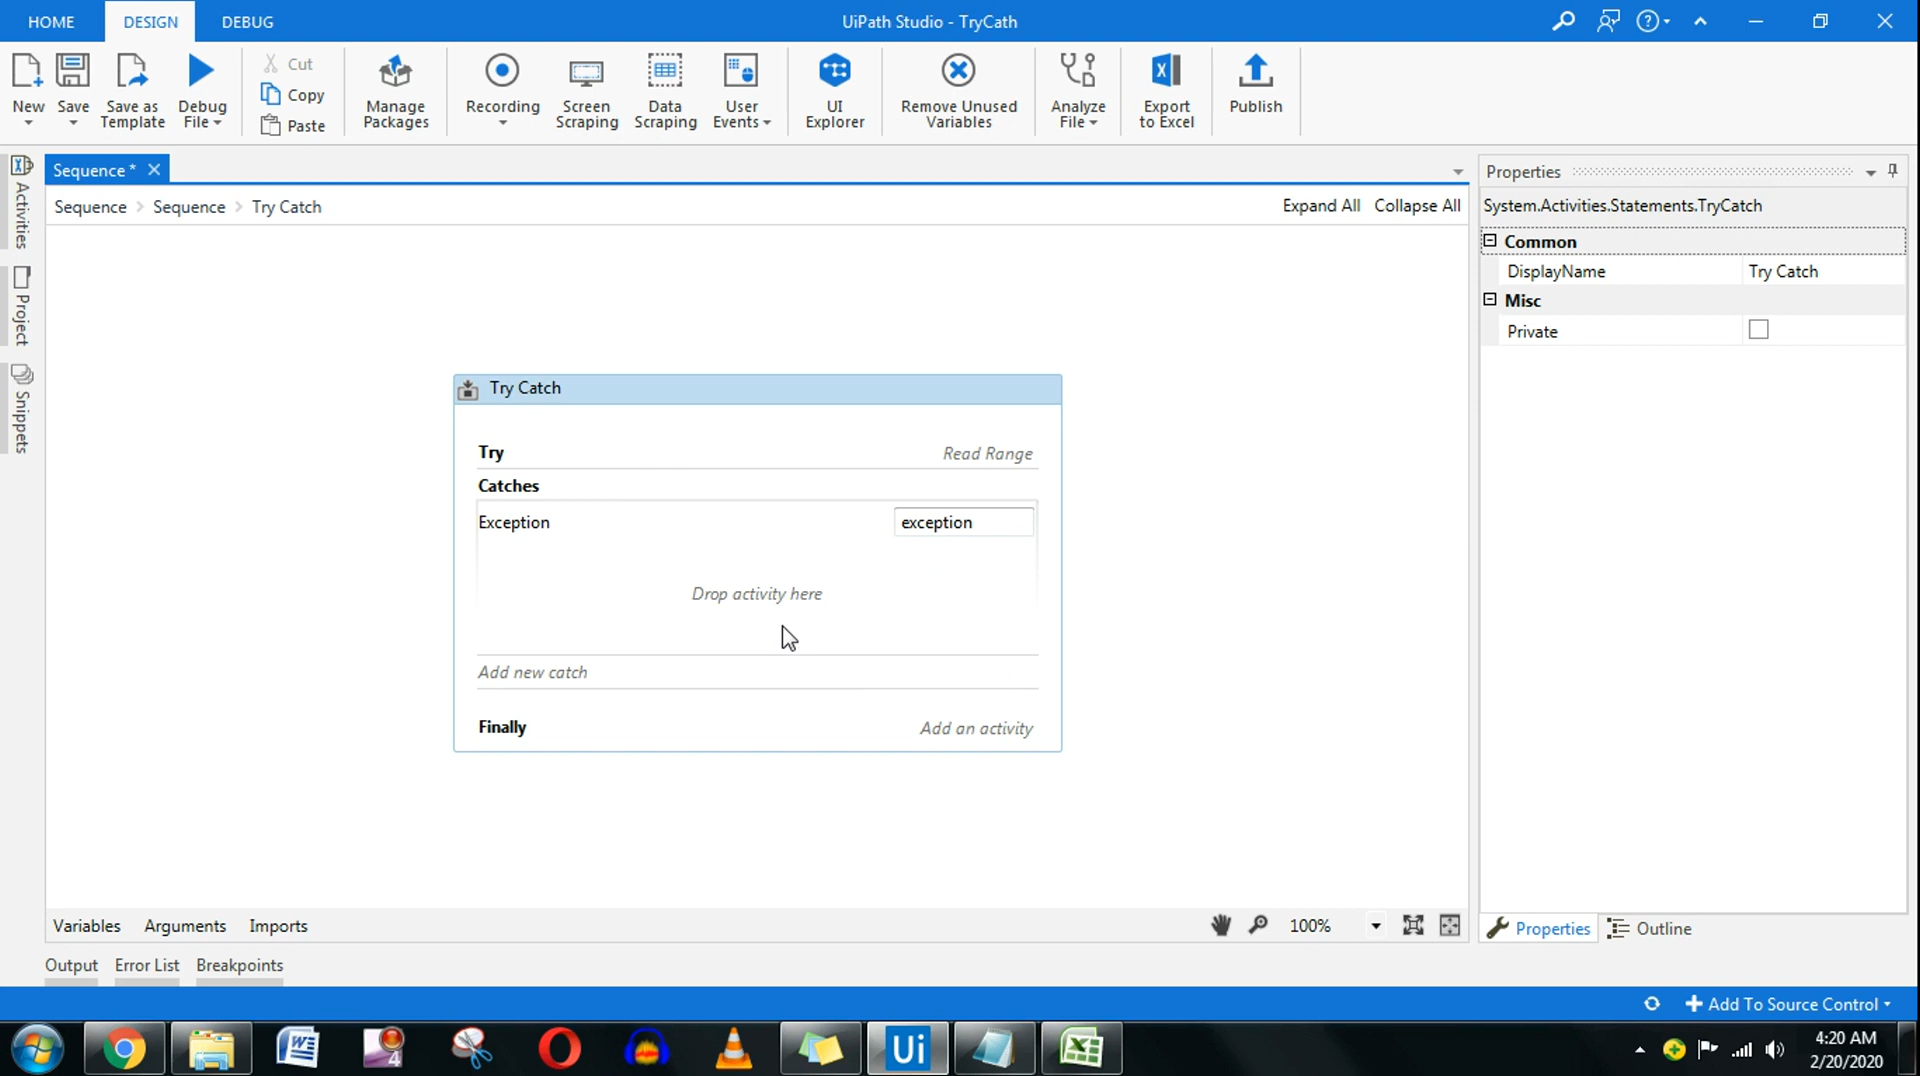 HOME DESIGN DEBUG UiPath Studio - TryCath
New Save Save as Template Debug File Cut Copy Paste Manage Packages Recording Screen Scraping Data Scraping User Events UI Explorer Remove Unused Variables Analyze File Export to Excel Publish
Sequence * Properties
Sequence > Sequence > Try Catch Expand All Collapse All System.Activities.Statements.TryCatch
Common
DisplayName Try Catch
Misc
Private
Activities
Project
Snippets
Try Catch
Try Read Range
Catches
Exception exception
Drop activity here
Add new catch
Finally Add an activity
Variables Arguments Imports 100% Properties Outline
Output Error List Breakpoints
Add To Source Control
Ui
4:20 AM
2/20/2020